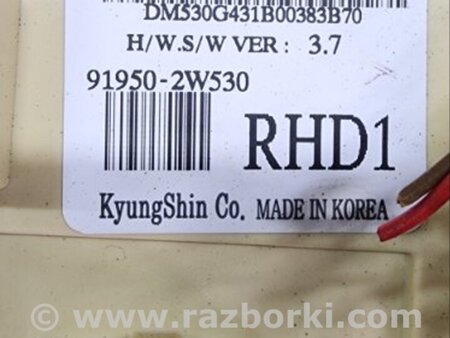 DMS30G431B00383B70
H/W.S/W VER : 3.7
91950-2W530
RHD1
KyungShin Co. MADE IN KOREA
© www.razborki.com